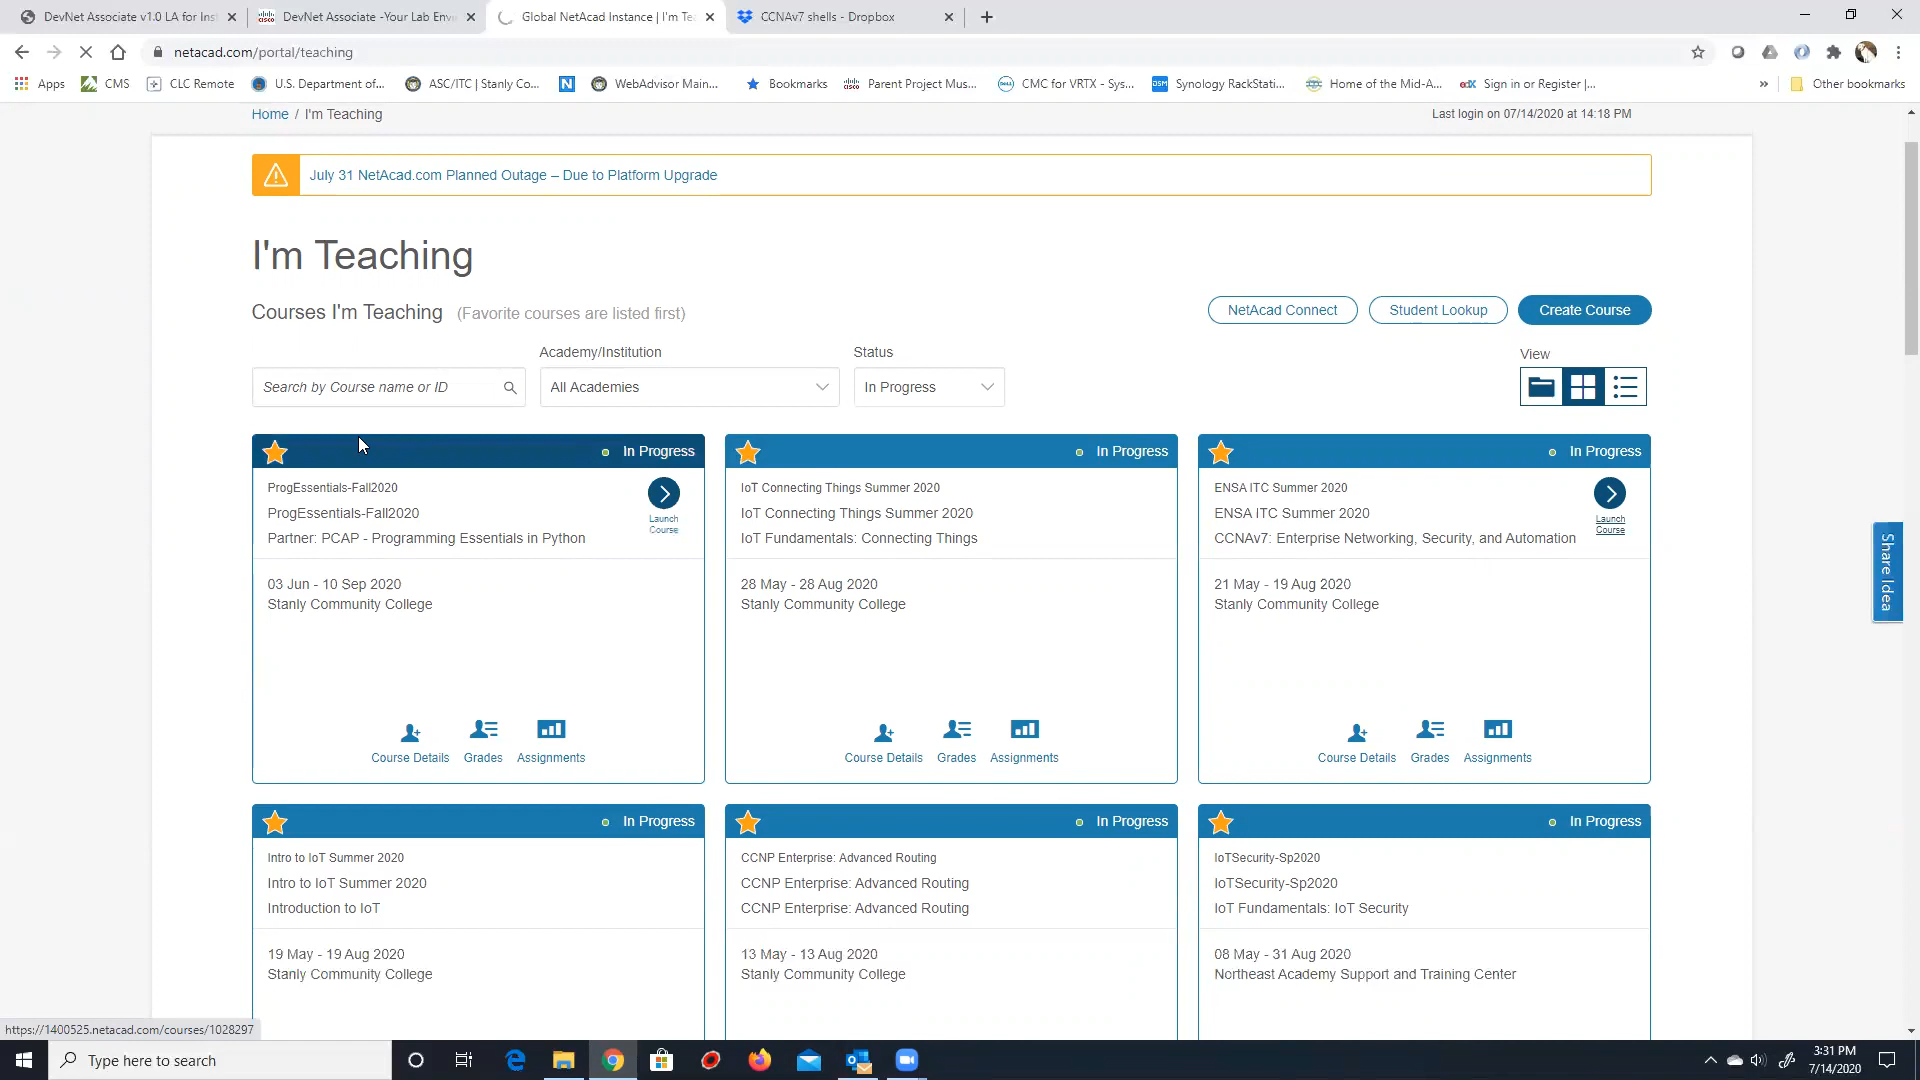 DevNet Associate v1.0 LA for Inst
DevNet Associate -Your Lab Envi
Global NetAcad Instance | I'm Te
CCNAv7 shells - Dropbox
netacad.com/portal/teaching
Apps
CMS
CLC Remote
U.S. Department of...
ASC/ITC | Stanly Co...
WebAdvisor Main...
Bookmarks
Parent Project Mus...
CMC for VRTX - Sys...
Synology RackStati...
Home of the Mid-A...
Sign in or Register |...
»
Other bookmarks
Home / I'm Teaching
Last login on 07/14/2020 at 14:18 PM
July 31 NetAcad.com Planned Outage – Due to Platform Upgrade
I'm Teaching
Courses I'm Teaching (Favorite courses are listed first)
NetAcad Connect
Student Lookup
Create Course
Academy/Institution
Status
View
Search by Course name or ID
All Academies
In Progress
In Progress
ProgEssentials-Fall2020
ProgEssentials-Fall2020
Partner: PCAP - Programming Essentials in Python
Launch
Course
03 Jun - 10 Sep 2020
Stanly Community College
Course Details
Grades
Assignments
In Progress
IoT Connecting Things Summer 2020
IoT Connecting Things Summer 2020
IoT Fundamentals: Connecting Things
28 May - 28 Aug 2020
Stanly Community College
Course Details
Grades
Assignments
In Progress
ENSA ITC Summer 2020
ENSA ITC Summer 2020
CCNAv7: Enterprise Networking, Security, and Automation
Launch
Course
21 May - 19 Aug 2020
Stanly Community College
Course Details
Grades
Assignments
Share Idea
In Progress
Intro to IoT Summer 2020
Intro to IoT Summer 2020
Introduction to IoT
19 May - 19 Aug 2020
Stanly Community College
In Progress
CCNP Enterprise: Advanced Routing
CCNP Enterprise: Advanced Routing
CCNP Enterprise: Advanced Routing
13 May - 13 Aug 2020
Stanly Community College
In Progress
IoTSecurity-Sp2020
IoTSecurity-Sp2020
IoT Fundamentals: IoT Security
08 May - 31 Aug 2020
Northeast Academy Support and Training Center
https://1400525.netacad.com/courses/1028297
Type here to search
3:31 PM
7/14/2020